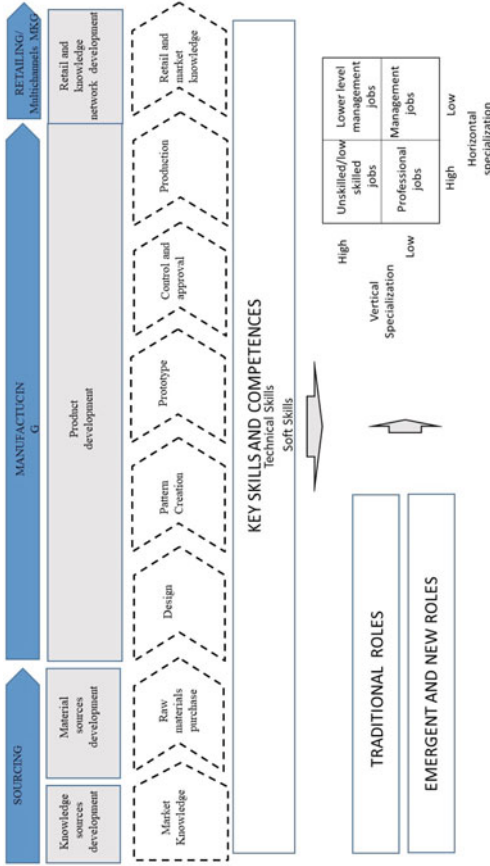 SOURCING
MANUFACTUCIN
G
RETAILING/
Multichannels MKG
Knowledge
sources
development
Material
sources
development
Product
development
Retail and
knowledge
network development
Market
Knowledge
Raw
materials
purchase
Design
Pattern
Creation
Prototype
Control and
approval
Production
Retail and
market
knowledge
KEY SKILLS AND COMPETENCES
Technical Skills
Soft Skills
TRADITIONAL ROLES
EMERGENT AND NEW ROLES
Vertical
Specialization
High
Low
Unskilled/low
skilled
jobs
Lower level
management
jobs
Professional
jobs
Management
jobs
High
Low
Horizontal
specialization